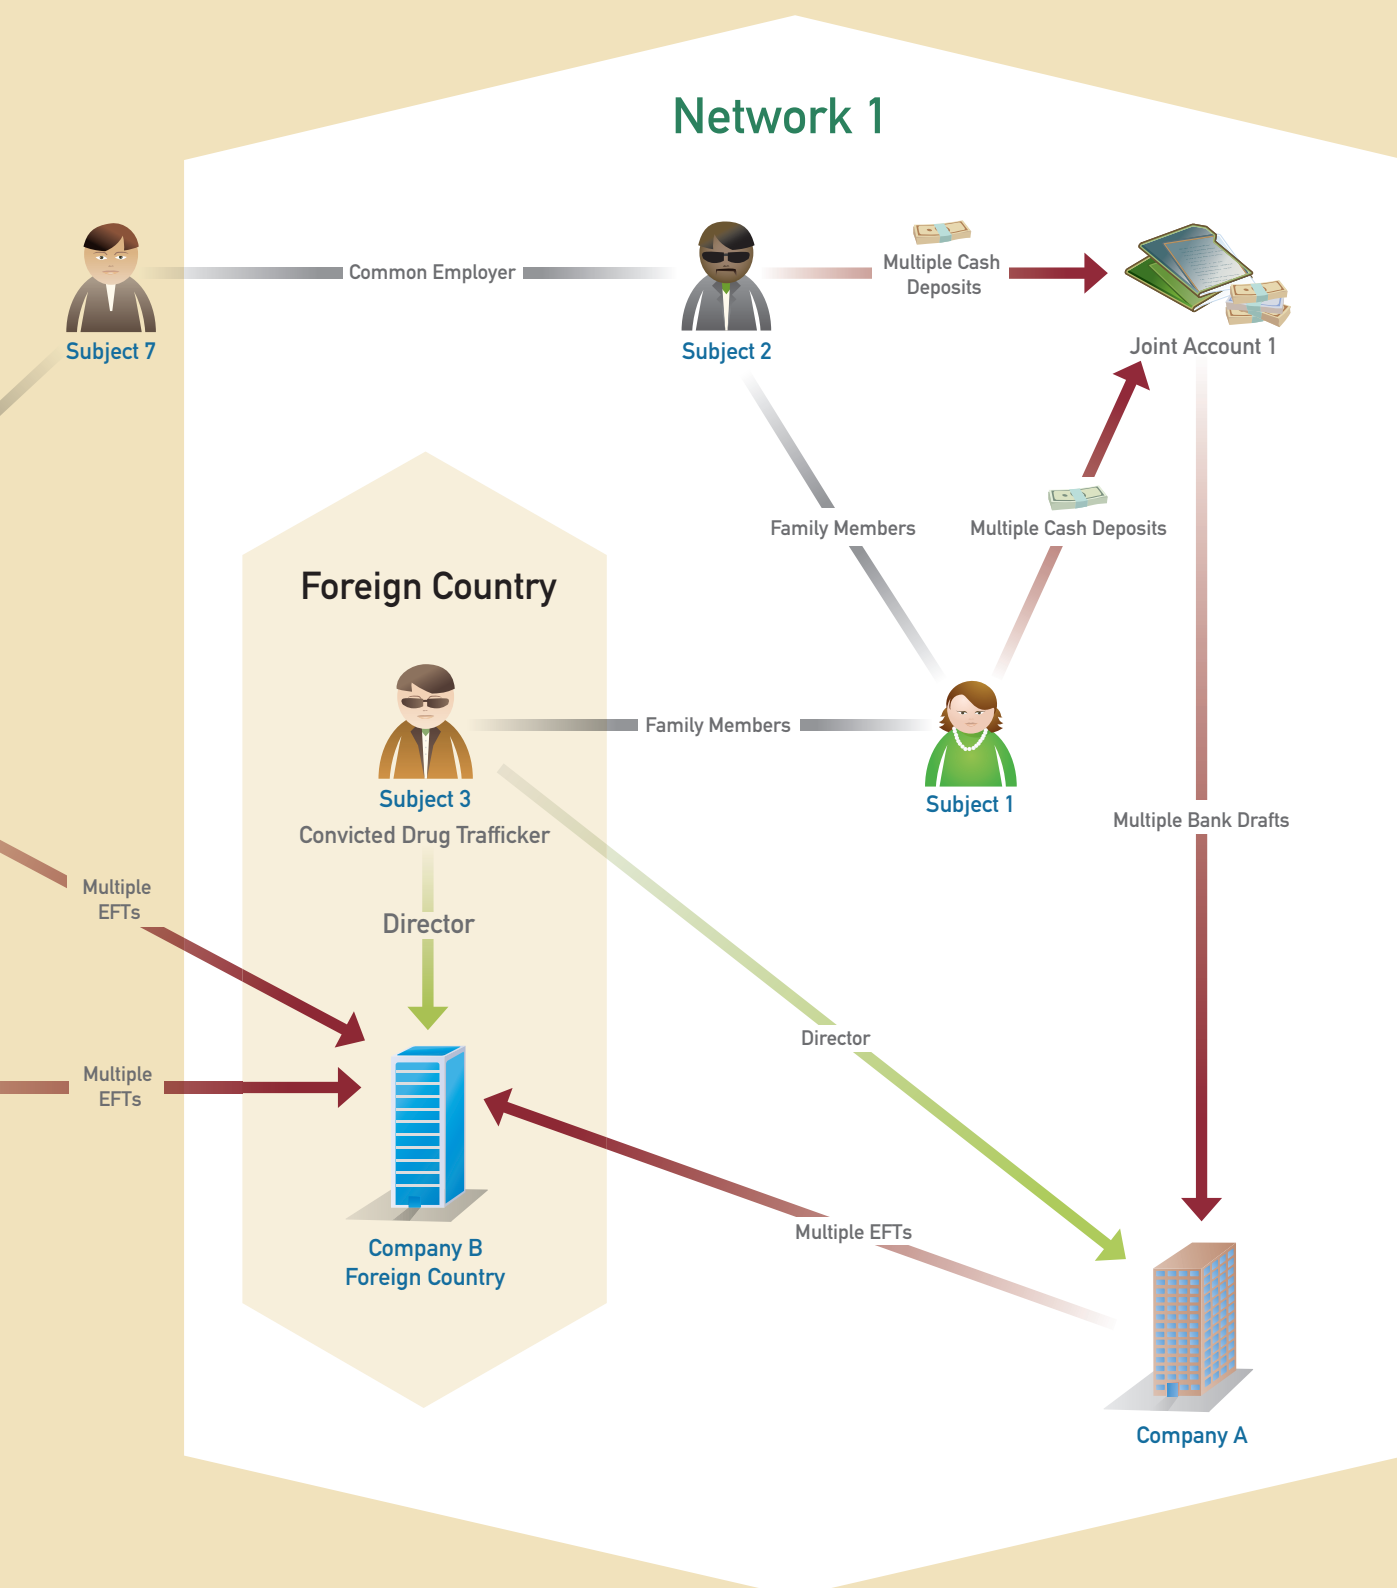 Network 1
Common Employer
Multiple Cash
Deposits
Subject 7
Subject 2
Joint Account 1
Family Members
Multiple Cash Deposits
Foreign Country
Family Members
Subject 3
Convicted Drug Trafficker
Subject 1
Multiple Bank Drafts
Multiple
EFTs
Director
Director
Multiple
EFTs
Multiple EFTs
Company B
Foreign Country
Company A